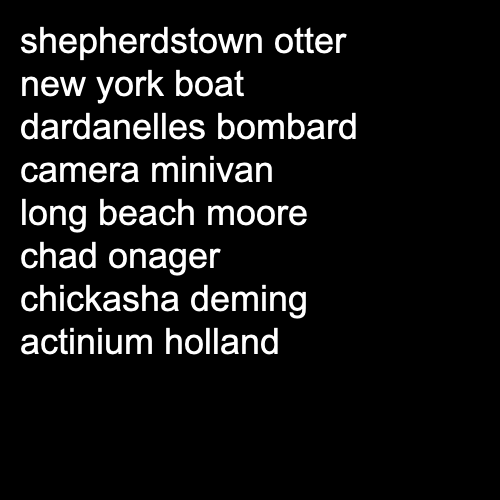 shepherdstown otter
new york boat
dardanelles bombard
camera minivan
long beach moore
chad onager
chickasha deming
actinium holland